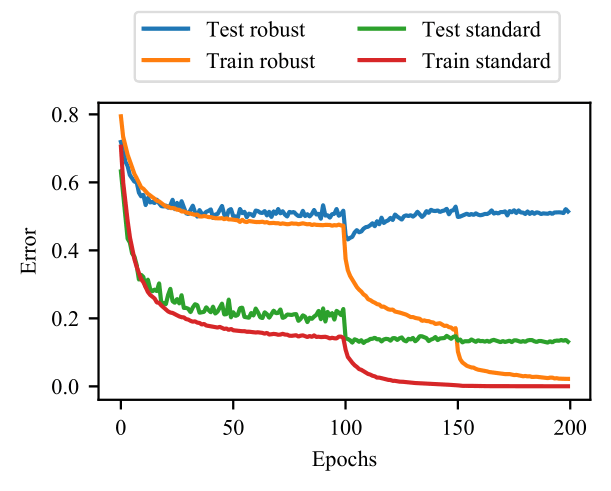 Test robust
Test standard
Train robust
Train standard
0.8
0.6
0.4
0.2
0.0
Error
0 50 100 150 200
Epochs